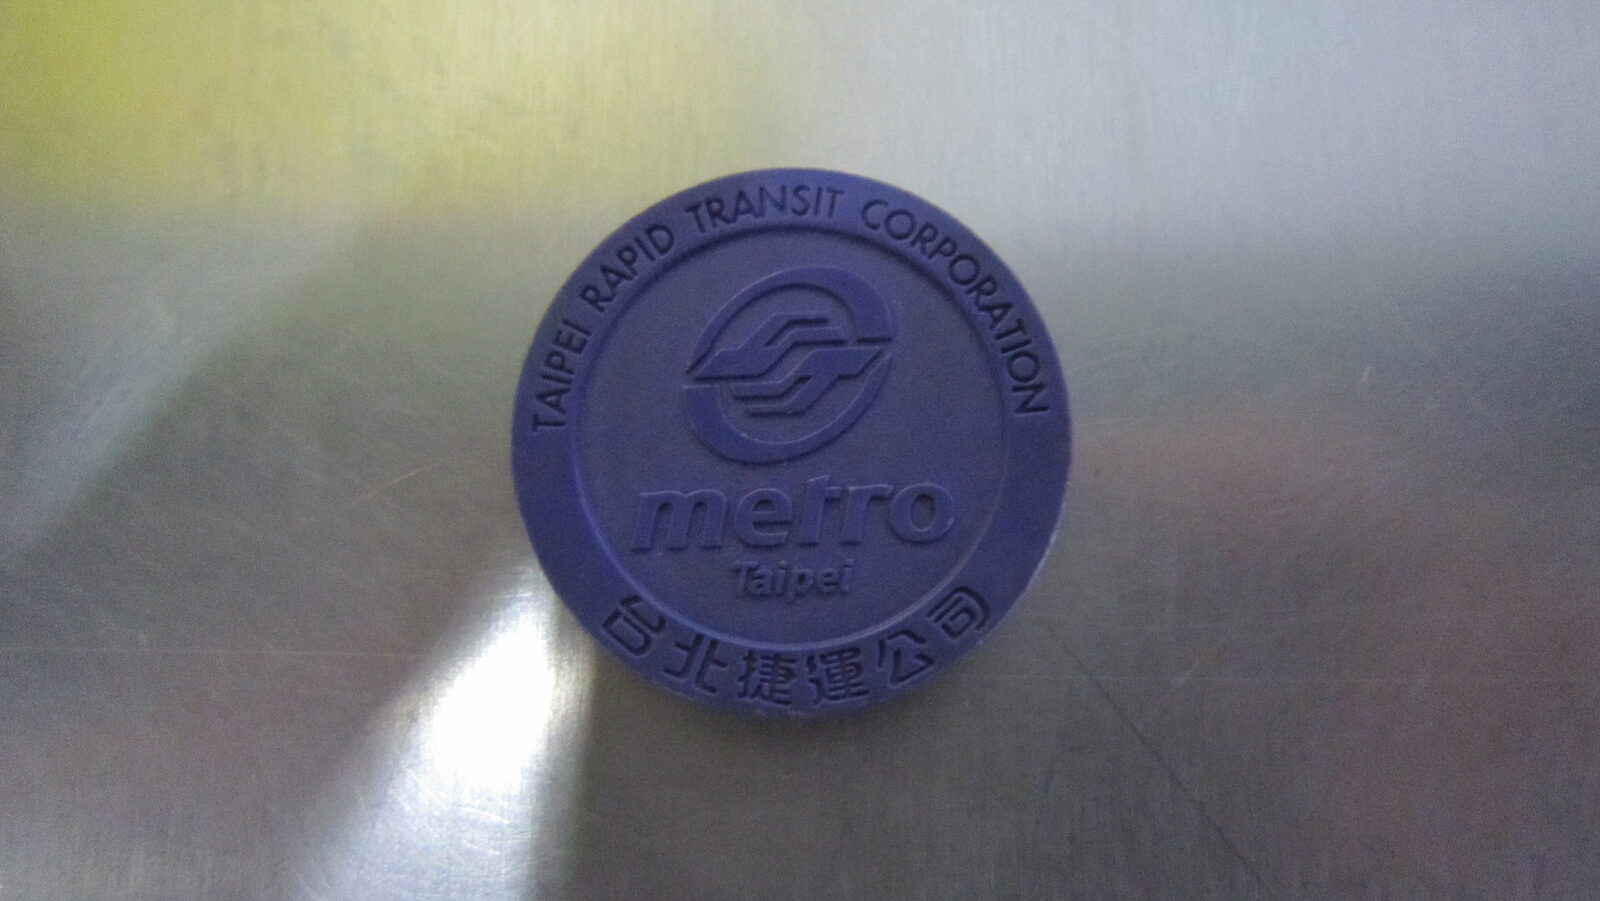 TAIPEI RAPID TRANSIT CORPORATION
metro
Taipei
台北捷運公司